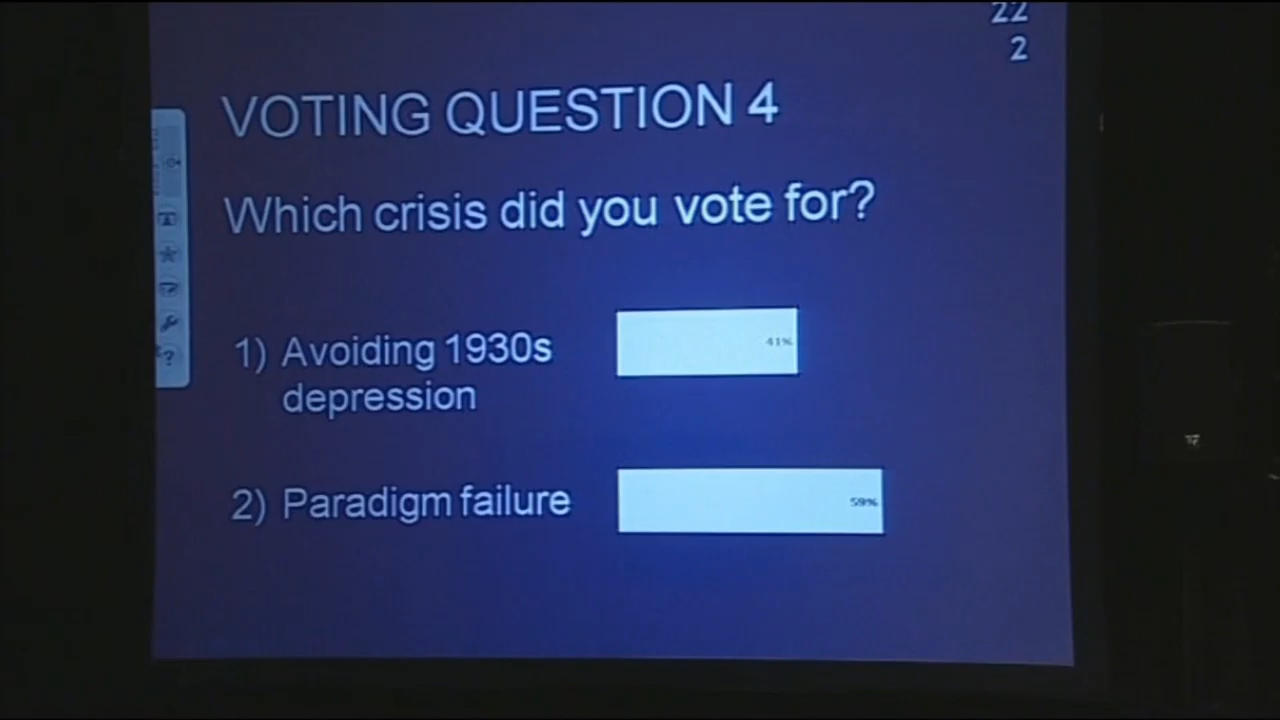 22
2
VOTING QUESTION 4
Which crisis did you vote for?
1) Avoiding 1930s
depression
41%
2) Paradigm failure
59%